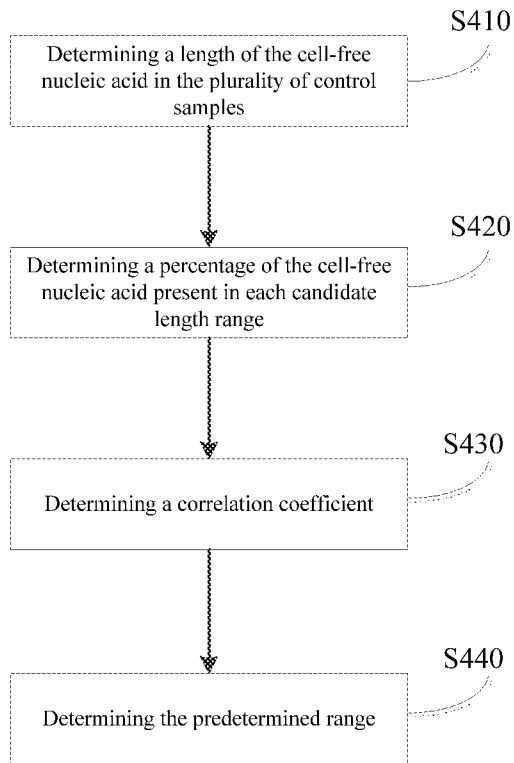 S410
Determining a length of the cell-free
nucleic acid in the plurality of control
samples
S420
Determining a percentage of the cell-free
nucleic acid present in each candidate
length range
S430
Determining a correlation coefficient
S440
Determining the predetermined range